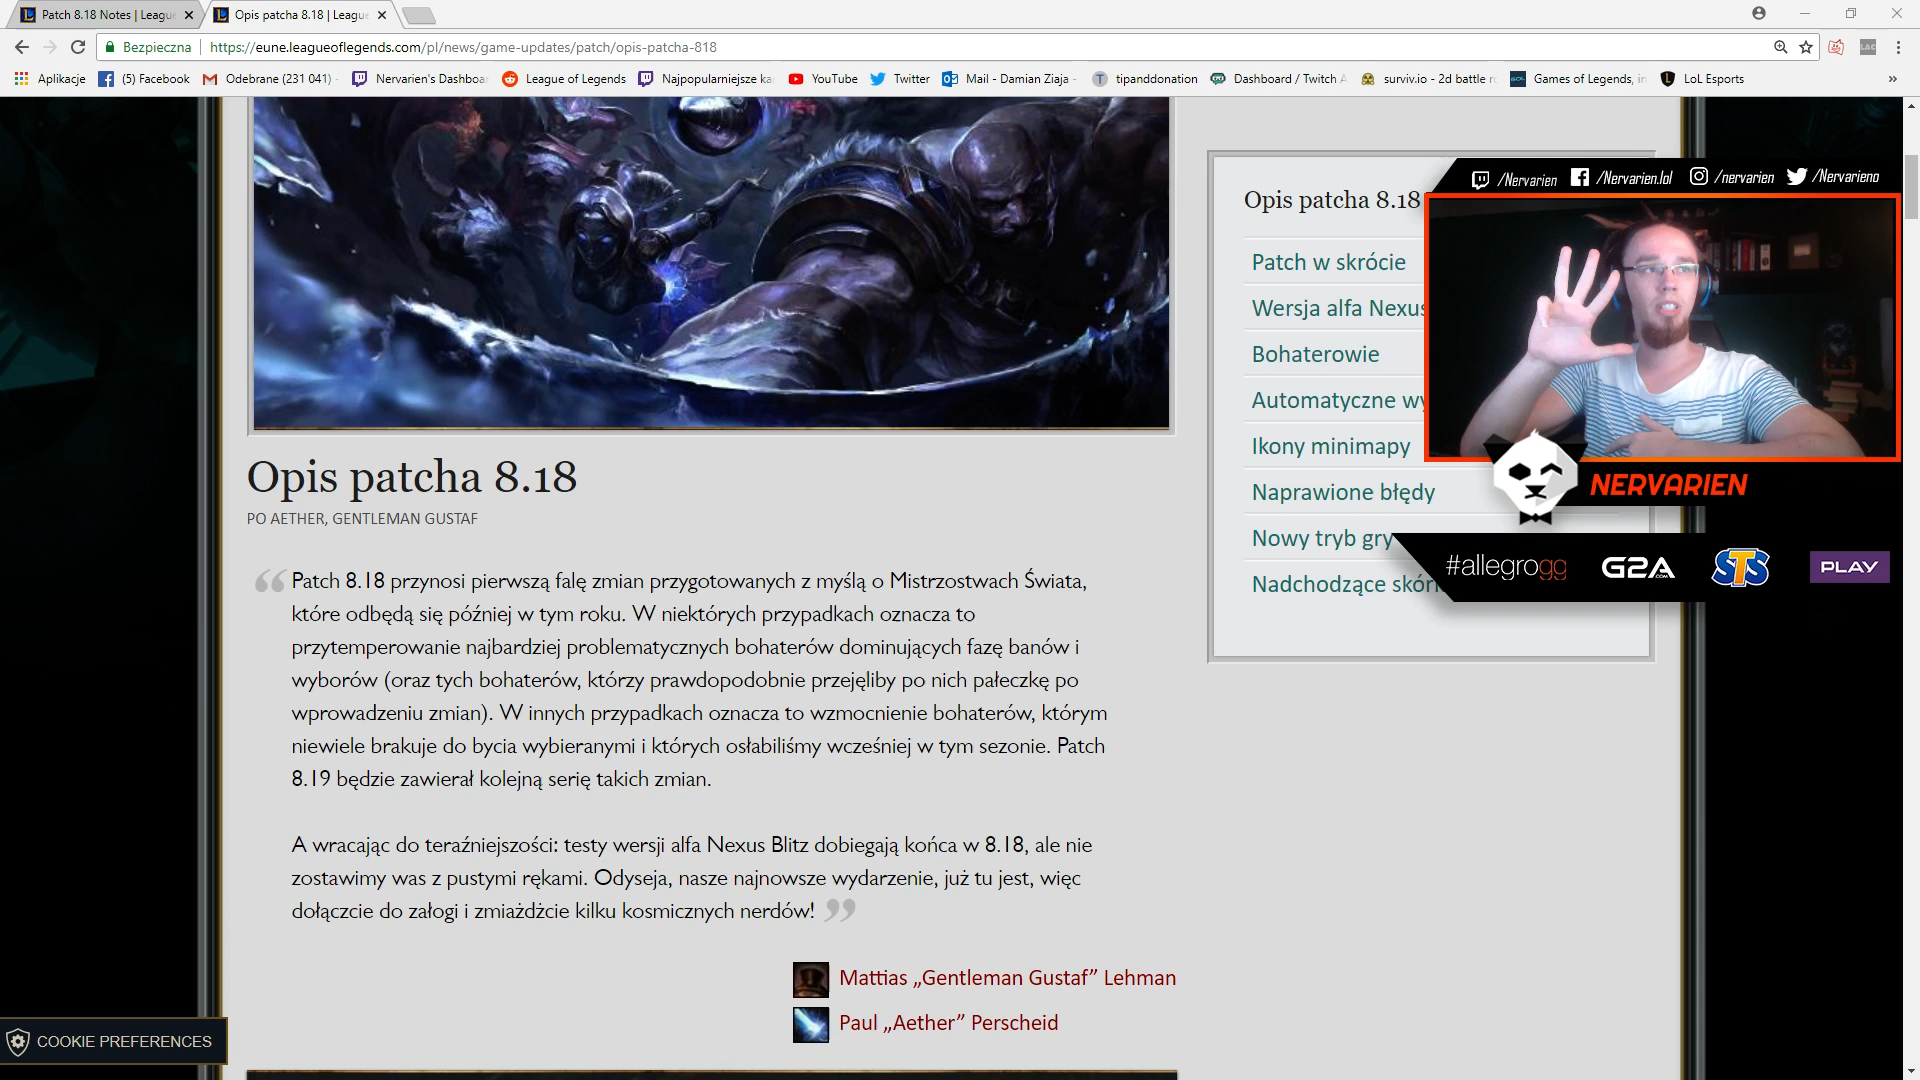 Patch 8.18 Notes | Leagu
Opis patcha 8.18 | Leagu
Bezpieczna
https://eune.leagueoflegends.com/pl/news/game-updates/patch/opis-patcha-818
Aplikacje
(5) Facebook
Odebrane (231 041)
Nervarien's Dashboa
League of Legends
Najpopularniejsze ka
YouTube
Twitter
Mail - Damian Ziaja -
tipanddonation
Dashboard / Twitch A
surviv.io - 2d battle r
Games of Legends, in
LoL Esports
/Nervarien
/Nervarien.lol
/nervarien
/Nervarieno
Opis patcha 8.18
Patch w skrócie
Wersja alfa Nexus
Bohaterowie
Automatyczne wy
Ikony minimapy
Naprawione błędy
Nowy tryb gry
Nadchodzące skór
NERVARIEN
#allegrogg
G2A.COM
STS
PLAY
Opis patcha 8.18
PO AETHER, GENTLEMAN GUSTAF
“Patch 8.18 przynosi pierwszą falę zmian przygotowanych z myślą o Mistrzostwach Świata,
które odbędą się później w tym roku. W niektórych przypadkach oznacza to
przytemperowanie najbardziej problematycznych bohaterów dominujących fazę banów i
wyborów (oraz tych bohaterów, którzy prawdopodobnie przejęliby po nich pałeczkę po
wprowadzeniu zmian). W innych przypadkach oznacza to wzmocnienie bohaterów, którym
niewiele brakuje do bycia wybieranymi i których osłabiliśmy wcześniej w tym sezonie. Patch
8.19 będzie zawierał kolejną serię takich zmian.
A wracając do teraźniejszości: testy wersji alfa Nexus Blitz dobiegają końca w 8.18, ale nie
zostawimy was z pustymi rękami. Odyseja, nasze najnowsze wydarzenie, już tu jest, więc
dołączcie do załogi i zmiażdżcie kilku kosmicznych nerdów!”
Mattias „Gentleman Gustaf” Lehman
Paul „Aether” Perscheid
COOKIE PREFERENCES